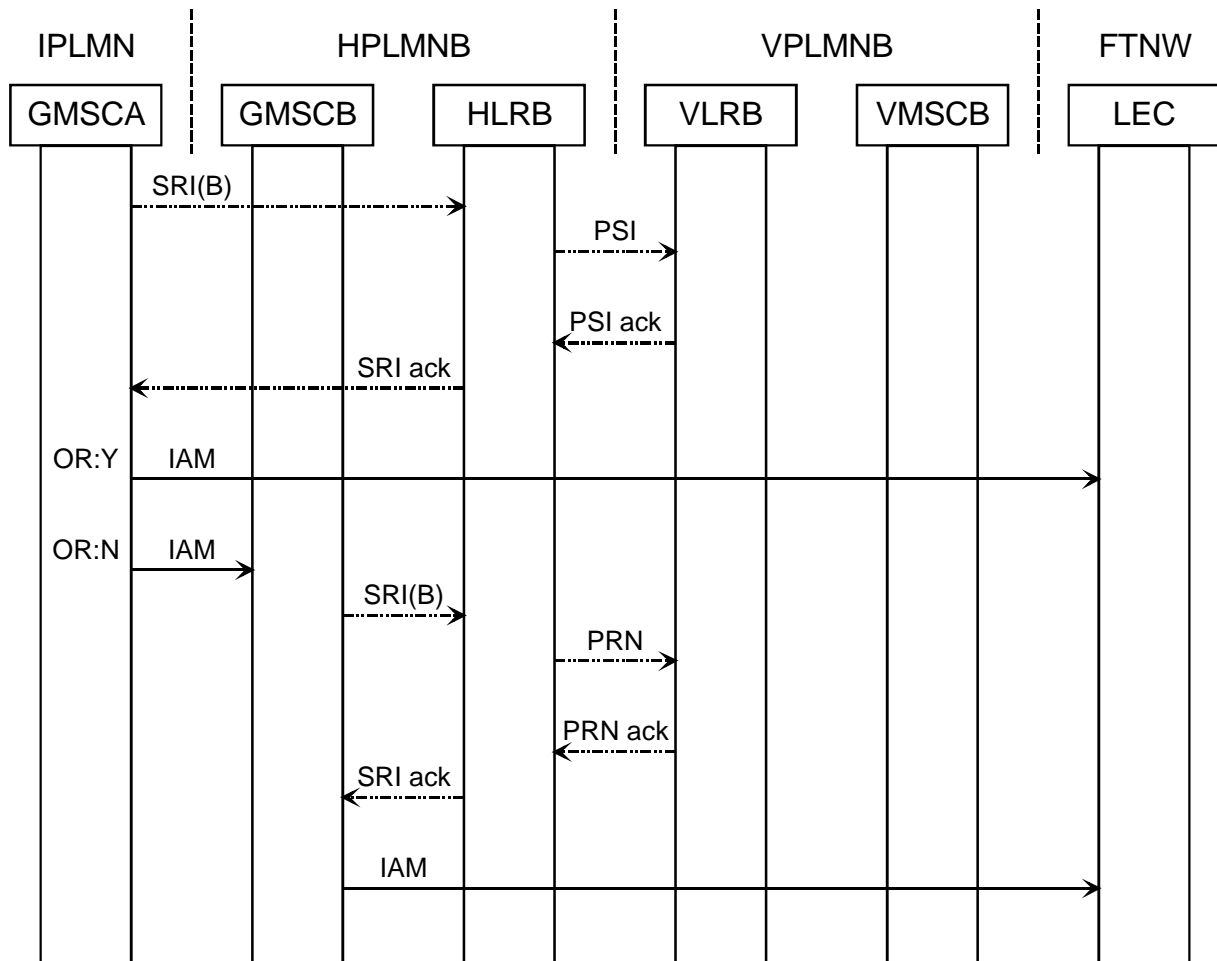 IPLMN HPLMNB VPLMNB FTNW
GMSCA GMSCB HLRB VLRB VMSCB LEC
SRI(B)
PSI
PSI ack
SRI ack
OR:Y IAM
OR:N IAM
SRI(B)
PRN
PRN ack
SRI ack
IAM